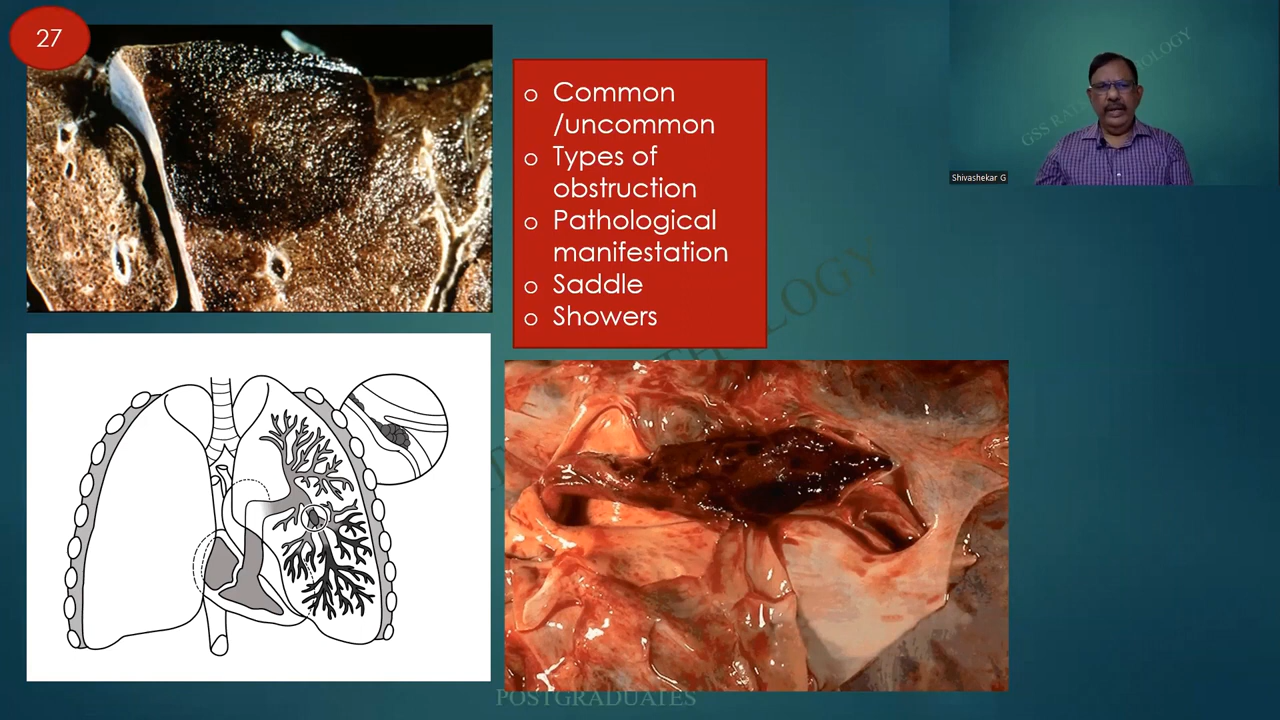 27
o Common
/uncommon
o Types of
obstruction
o Pathological
manifestation
o Saddle
o Showers
Shivashekar G
POSTGRADUATES